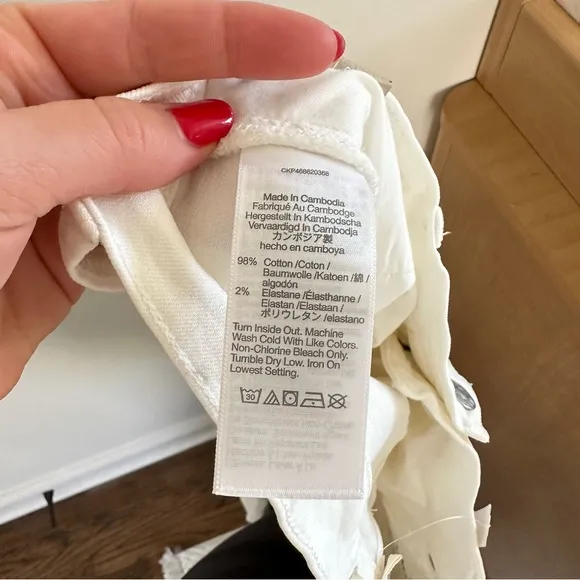 CKP468620368
Made In Cambodia
Fabriqué Au Cambodge
Hergestellt In Kambodscha
Vervaardigd In Cambodja
カンボジア製
hecho en camboya
98% Cotton /Coton /
Baumwolle /Katoen /綿 /
algodón
2% Elastane /Élasthanne /
Elastan /Elastaan /
ポリウレタン /elastano
Turn Inside Out. Machine
Wash Cold With Like Colors.
Non-Chlorine Bleach Only.
Tumble Dry Low. Iron On
Lowest Setting.
30